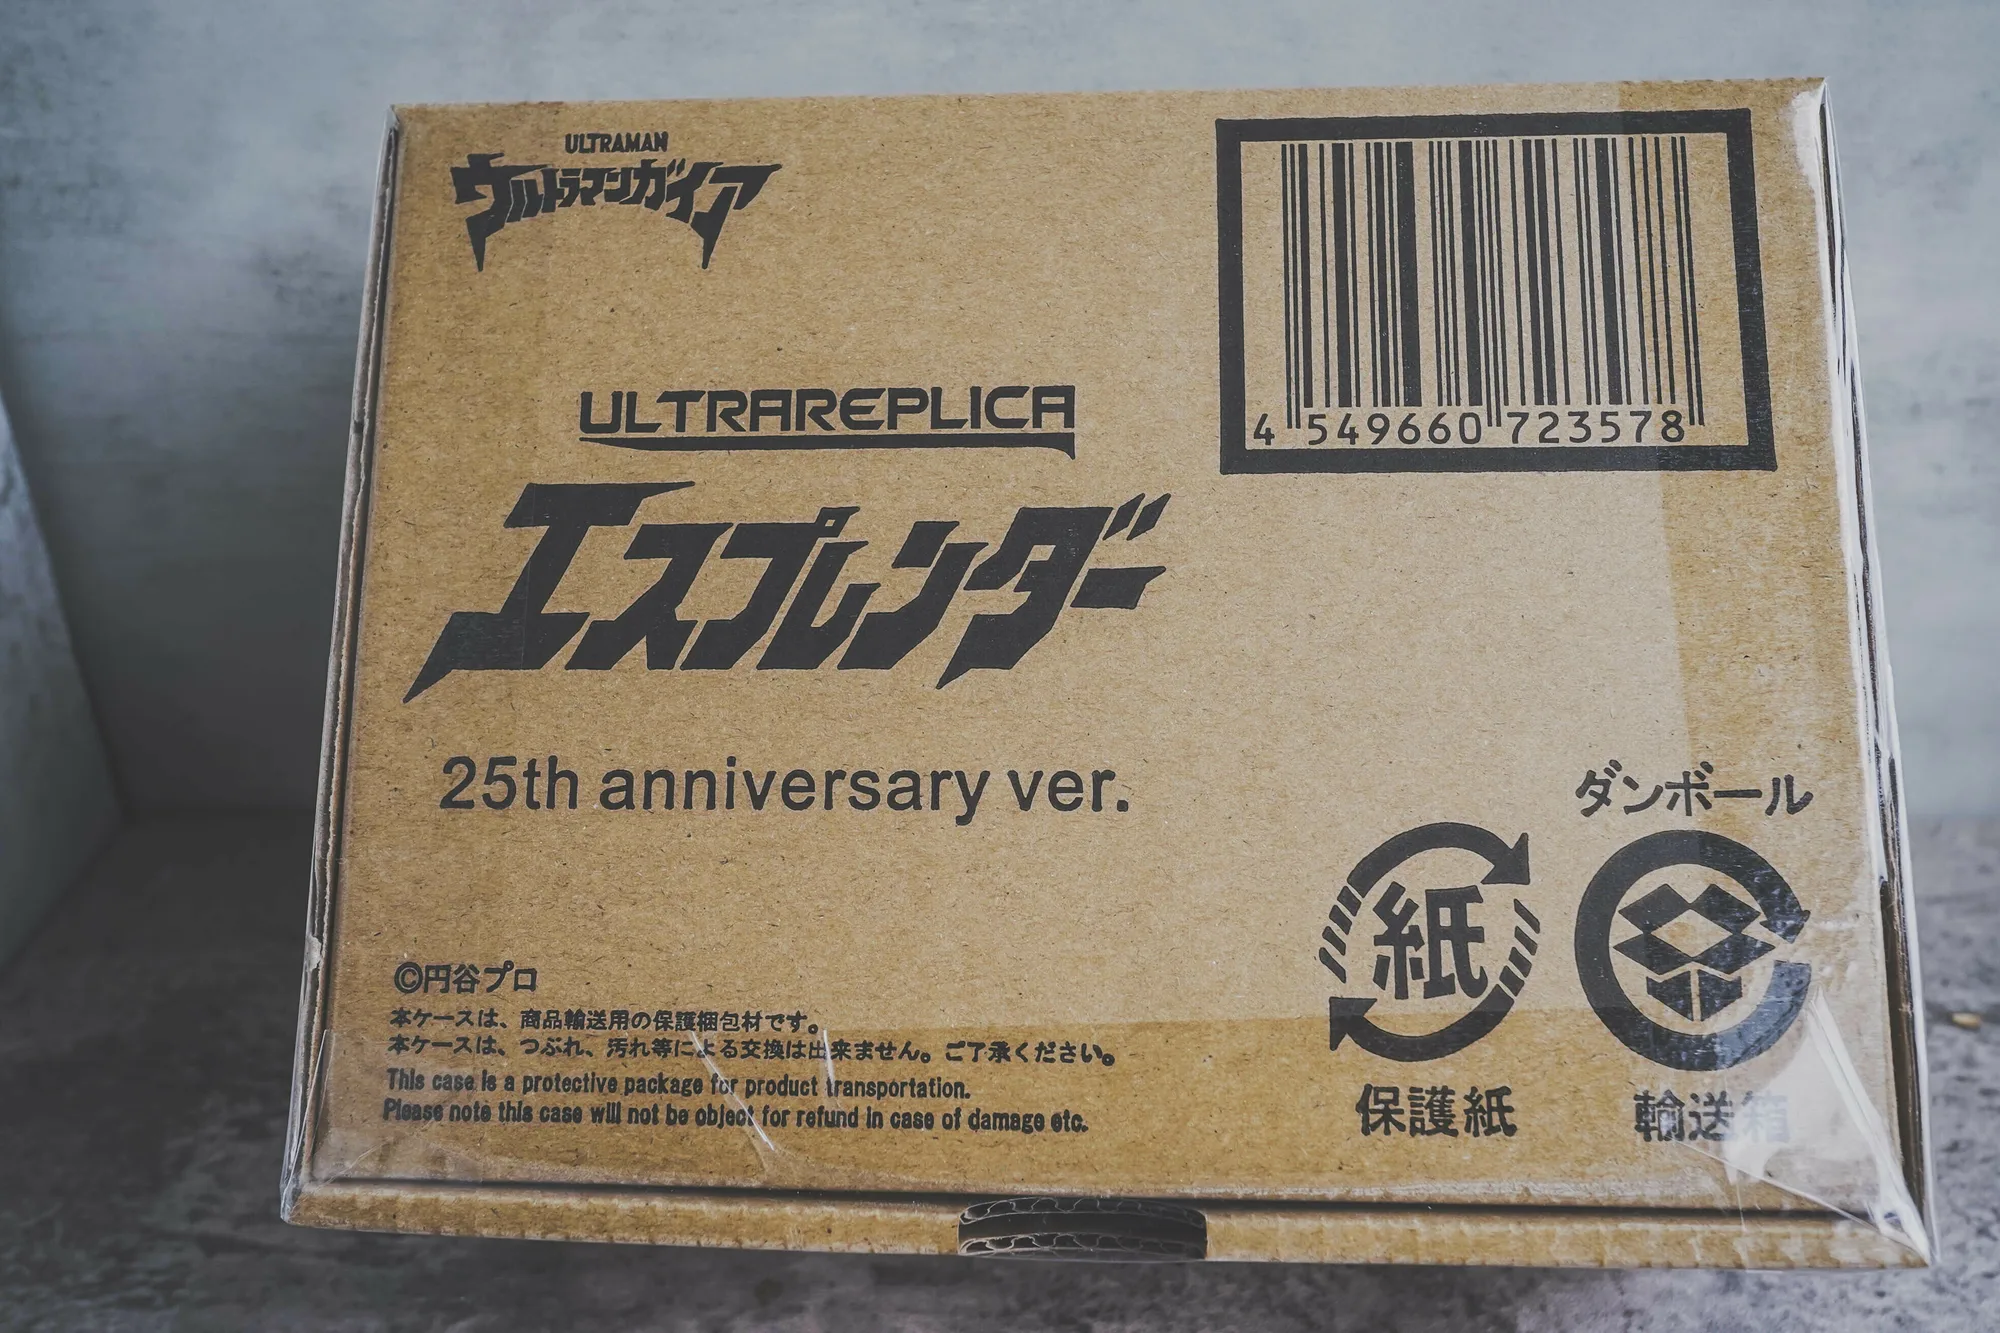 ULTRAMAN
ウルトラマンガイア
4 549660 723578
ULTRAREPLICA
エスプレンダー
25th anniversary ver.
ダンボール
紙
保護紙
輸送箱
©円谷プロ
本ケースは、商品輸送用の保護梱包材です。
本ケースは、つぶれ、汚れ等による交換は出来ません。ご了承ください。
This case is a protective package for product transportation.
Please note this case will not be object for refund in case of damage etc.